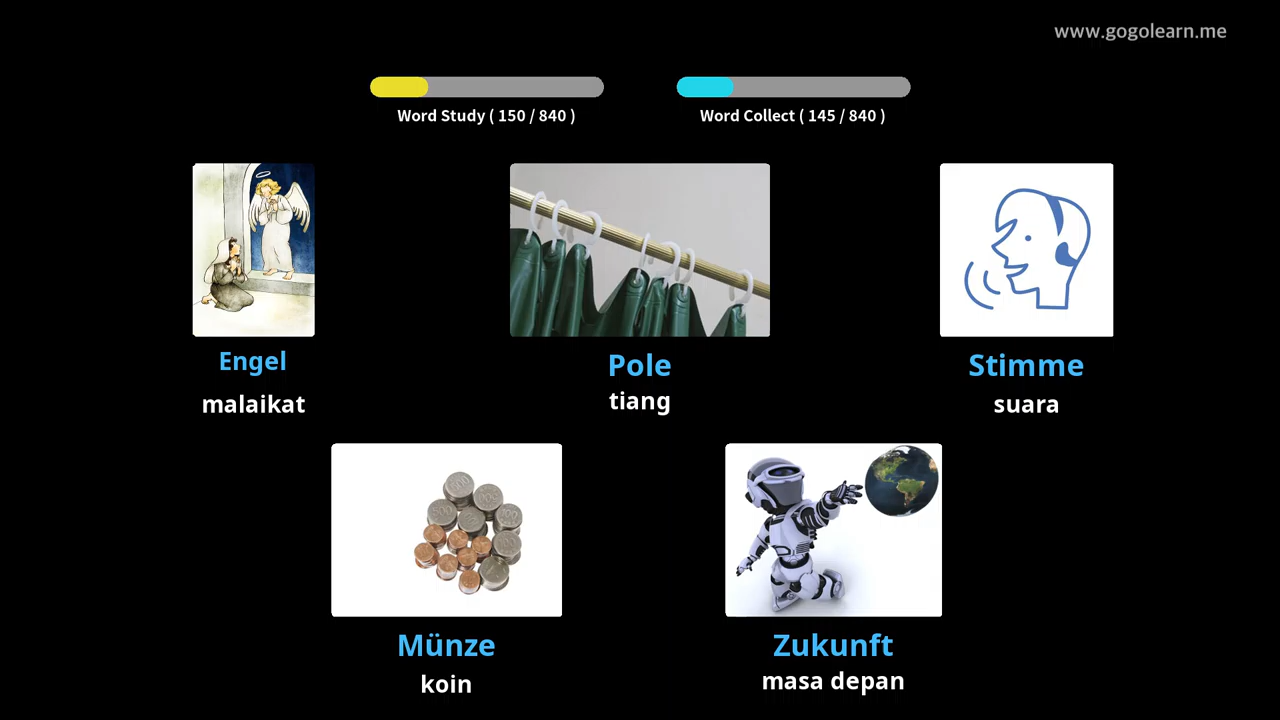 www.gogolearn.me
Word Study ( 150 / 840 )
Word Collect ( 145 / 840 )
Engel
malaikat
Pole
tiang
Stimme
suara
Münze
koin
Zukunft
masa depan